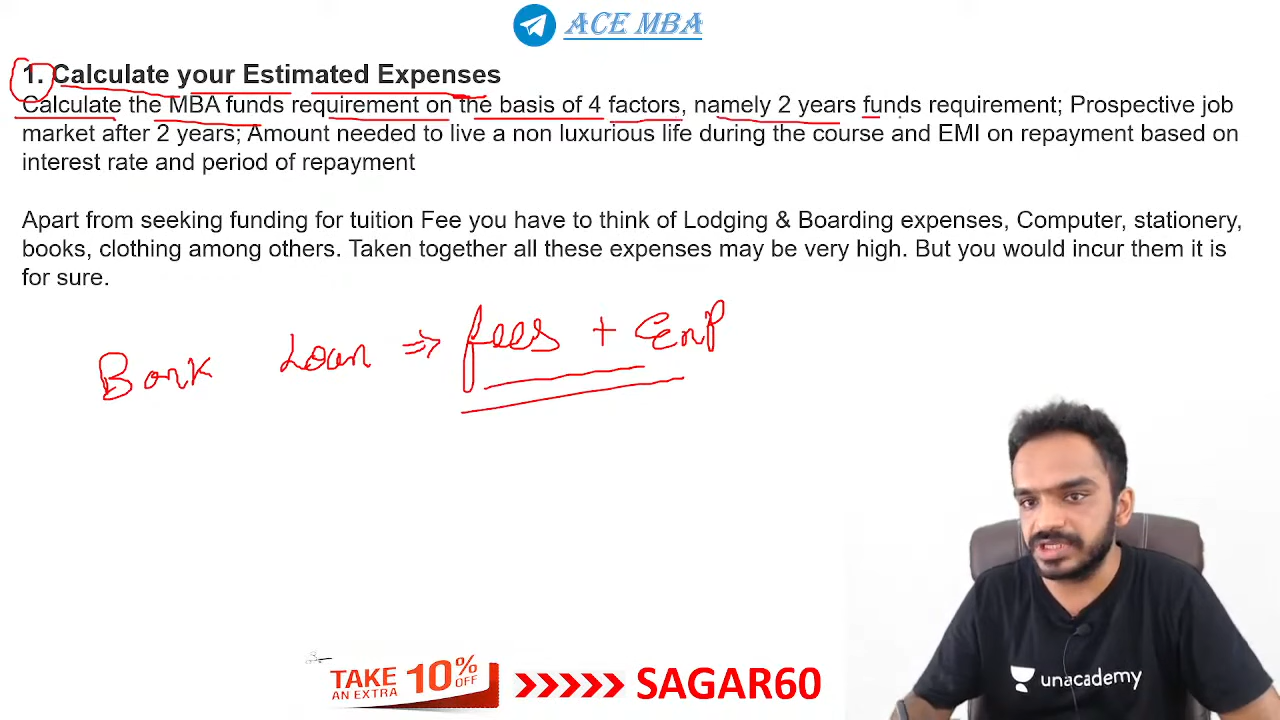 ACE MBA
1. Calculate your Estimated Expenses
Calculate the MBA funds requirement on the basis of 4 factors, namely 2 years funds requirement; Prospective job
market after 2 years; Amount needed to live a non luxurious life during the course and EMI on repayment based on
interest rate and period of repayment
Apart from seeking funding for tuition Fee you have to think of Lodging & Boarding expenses, Computer, stationery,
books, clothing among others. Taken together all these expenses may be very high. But you would incur them it is
for sure.
Bank Loan ⇒ fees + Exp
TAKE 10% OFF
AN EXTRA
SAGAR60
unacademy